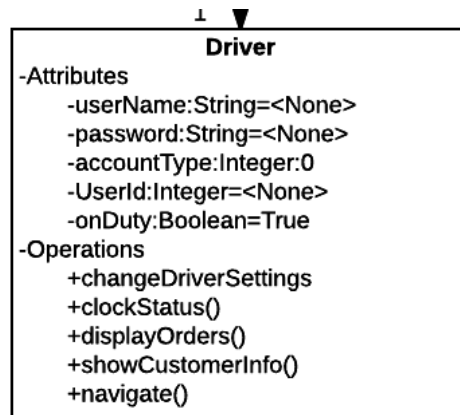 1
Driver
-Attributes
-userName:String=<None>
-password:String=<None>
-accountType:Integer:0
-UserId:Integer=<None>
-onDuty:Boolean=True
-Operations
+changeDriverSettings
+clockStatus()
+displayOrders()
+showCustomerInfo()
+navigate()